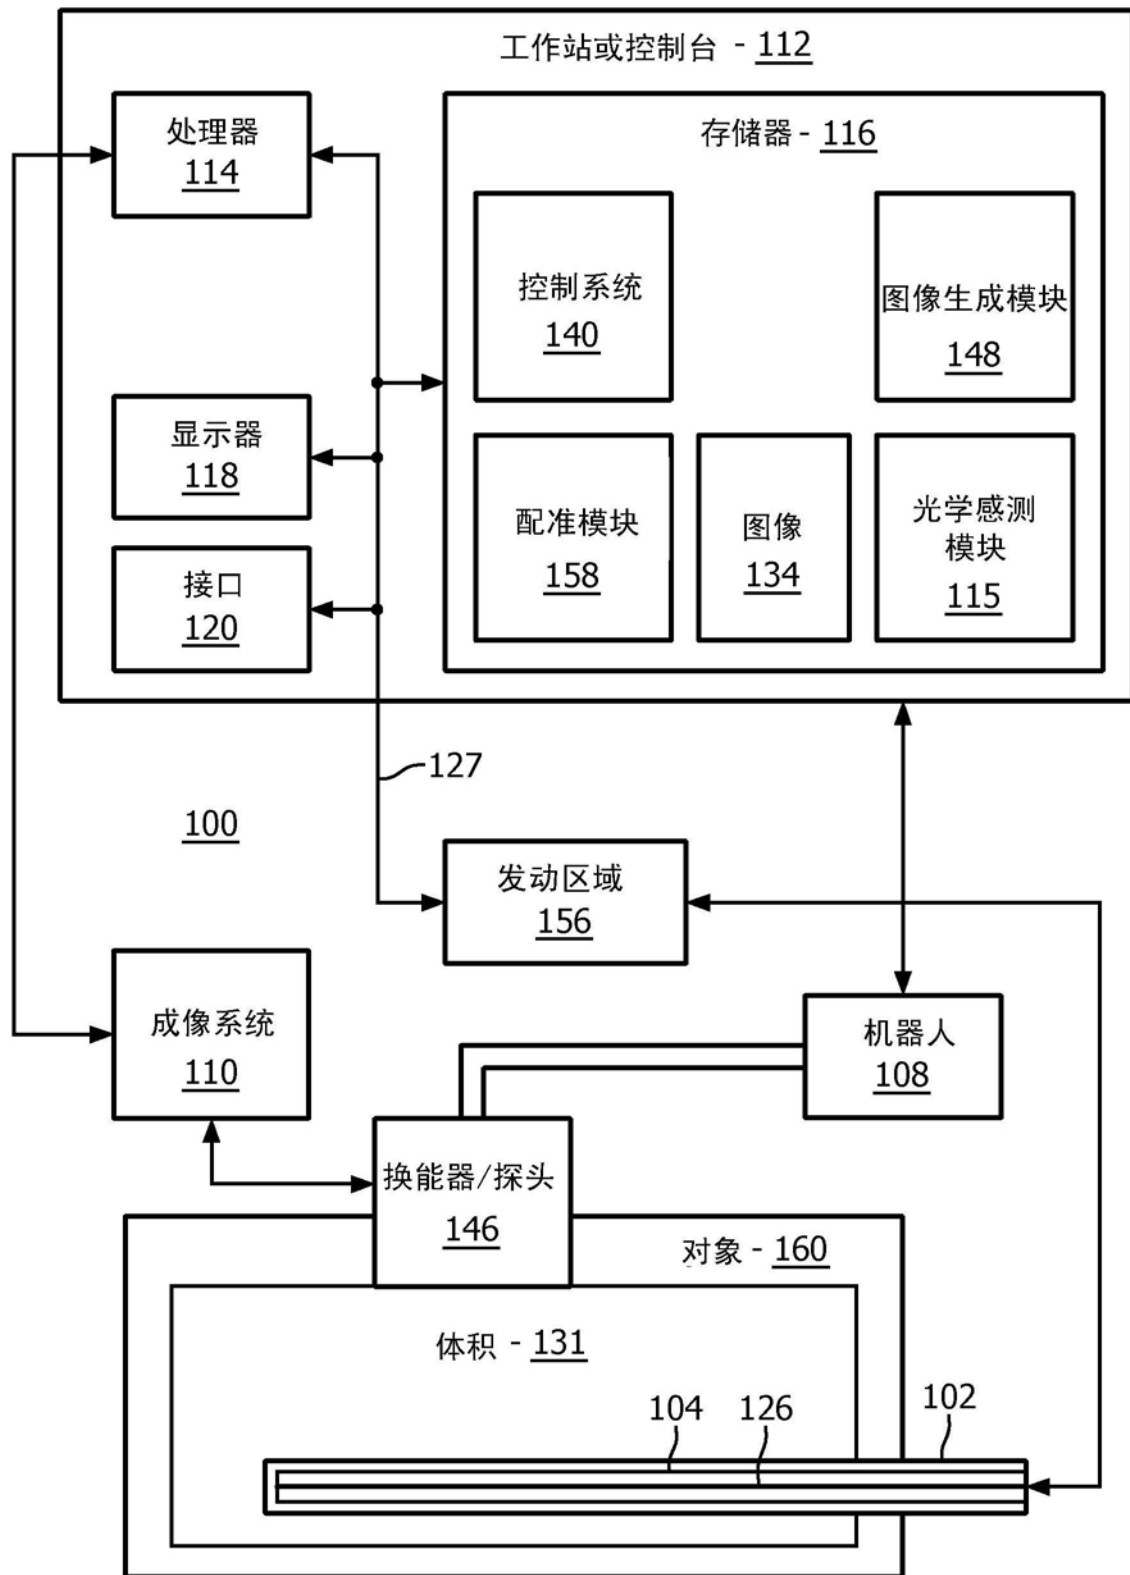 工作站或控制台 - 112
处理器
114
存储器 - 116
控制系统
140
图像生成模块
148
显示器
118
配准模块
158
图像
134
光学感测
模块
115
接口
120
127
100
发动区域
156
成像系统
110
机器人
108
换能器/探头
146
对象 - 160
体积 - 131
104
126
102